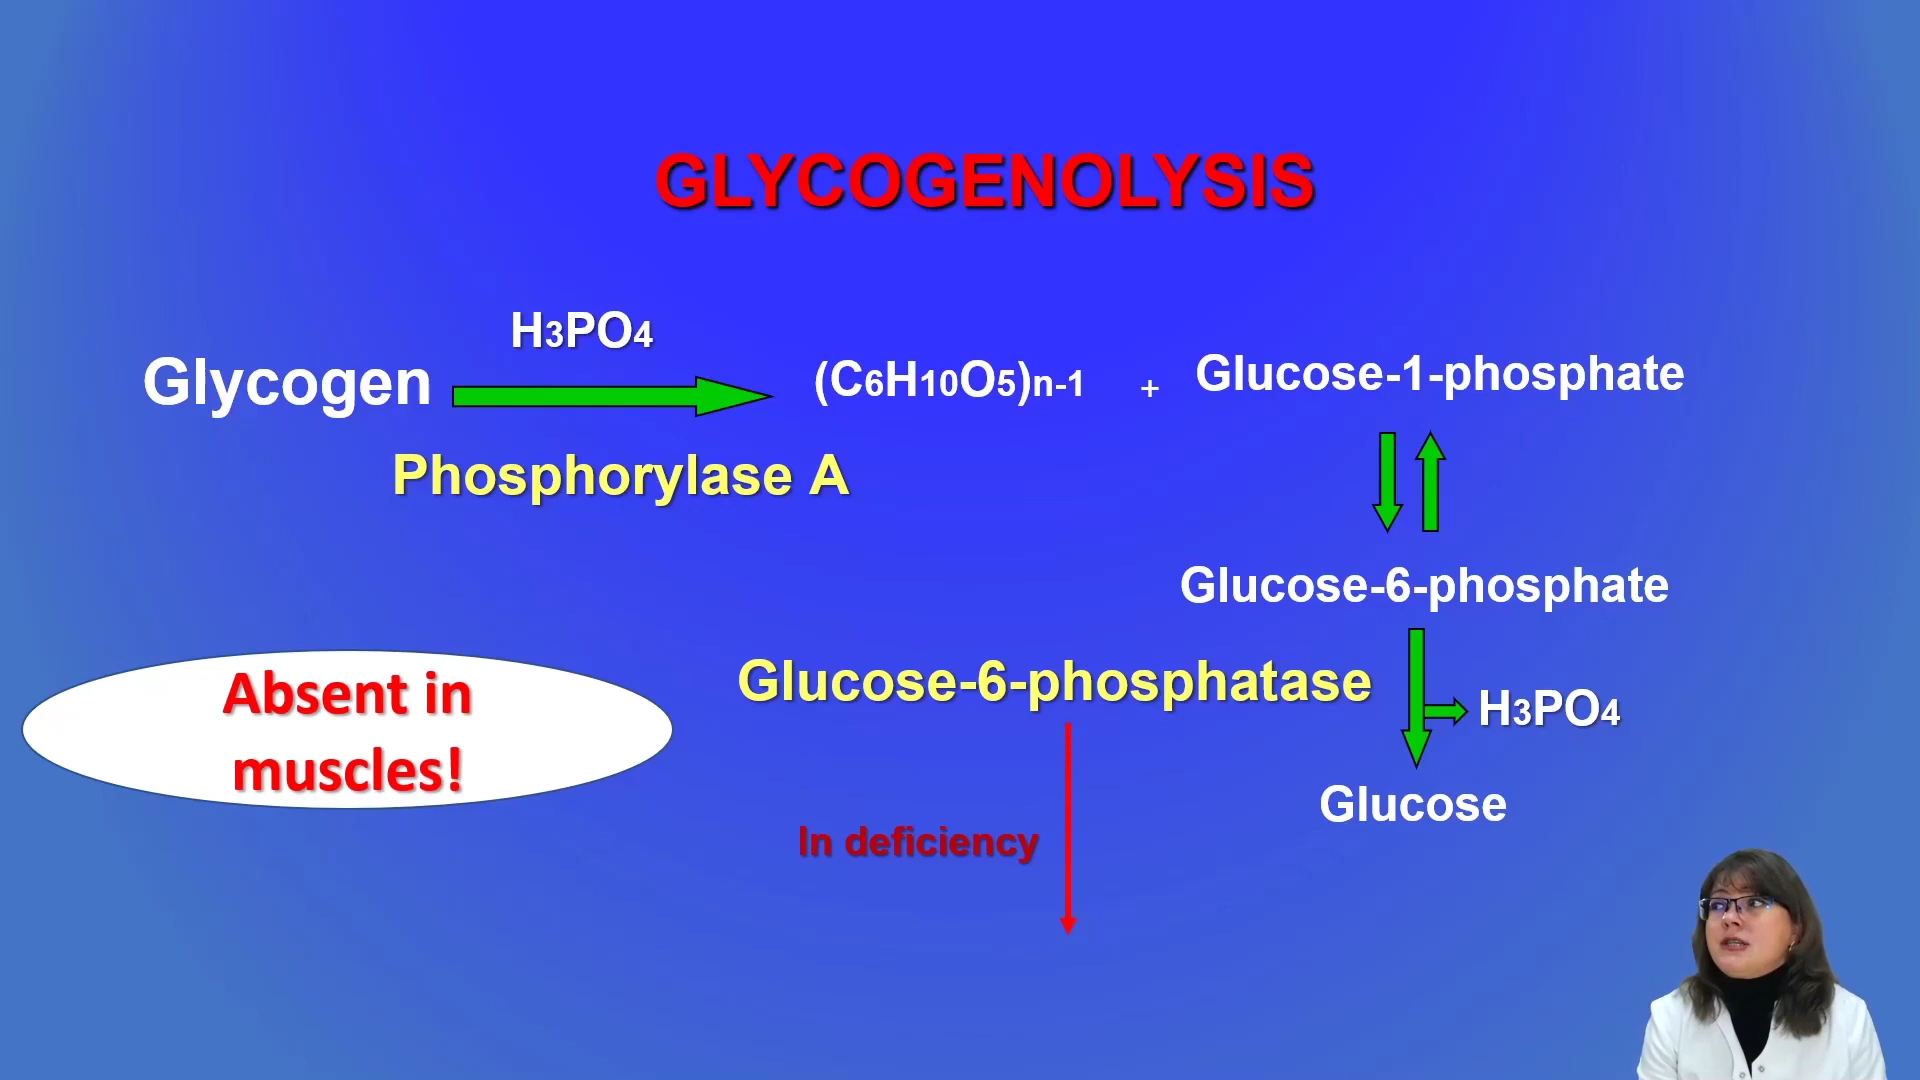 GLYCOGENOLYSIS
H3PO4
Glycogen
(C6H10O5)n-1 + Glucose-1-phosphate
Phosphorylase A
Glucose-6-phosphate
Glucose-6-phosphatase
H3PO4
Absent in
muscles!
Glucose
In deficiency